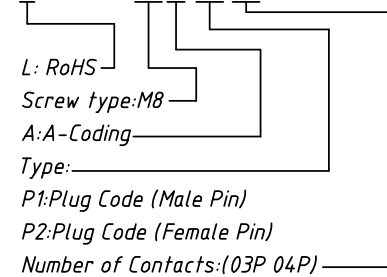 L: RoHS
Screw type:M8
A:A-Coding
Type:
P1:Plug Code (Male Pin)
P2:Plug Code (Female Pin)
Number of Contacts:(03P 04P)